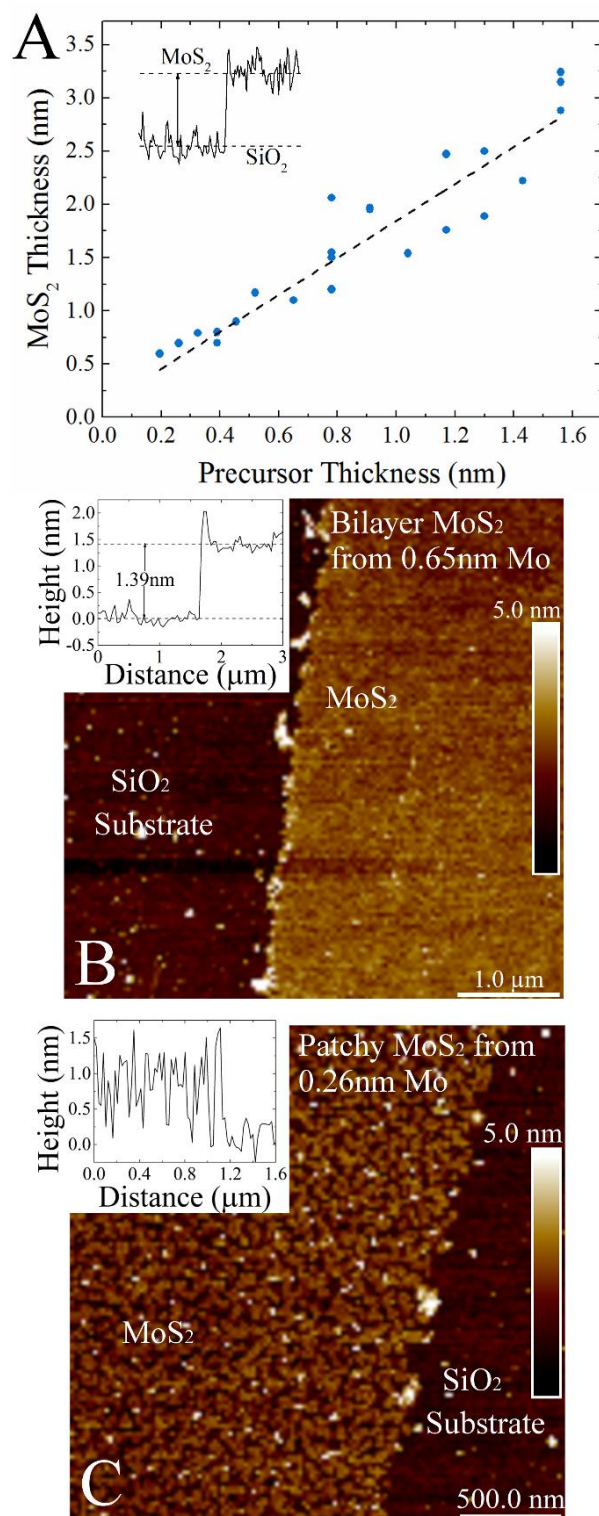 A
MoS₂ Thickness (nm)
3.5
3.0
2.5
2.0
1.5
1.0
0.5
0.0
MoS₂
SiO₂
0.0 0.2 0.4 0.6 0.8 1.0 1.2 1.4 1.6
Precursor Thickness (nm)
Height (nm)
2.0
1.5
1.0
0.5
0.0
-0.5
1.39nm
0 1 2 3
Distance (μm)
Bilayer MoS₂
from 0.65nm Mo
5.0 nm
MoS₂
SiO₂
Substrate
B
1.0 μm
Height (nm)
1.5
1.0
0.5
0.0
0.0 0.4 0.8 1.2 1.6
Distance (μm)
Patchy MoS₂ from
0.26nm Mo
5.0 nm
MoS₂
SiO₂
Substrate
C
500.0 nm